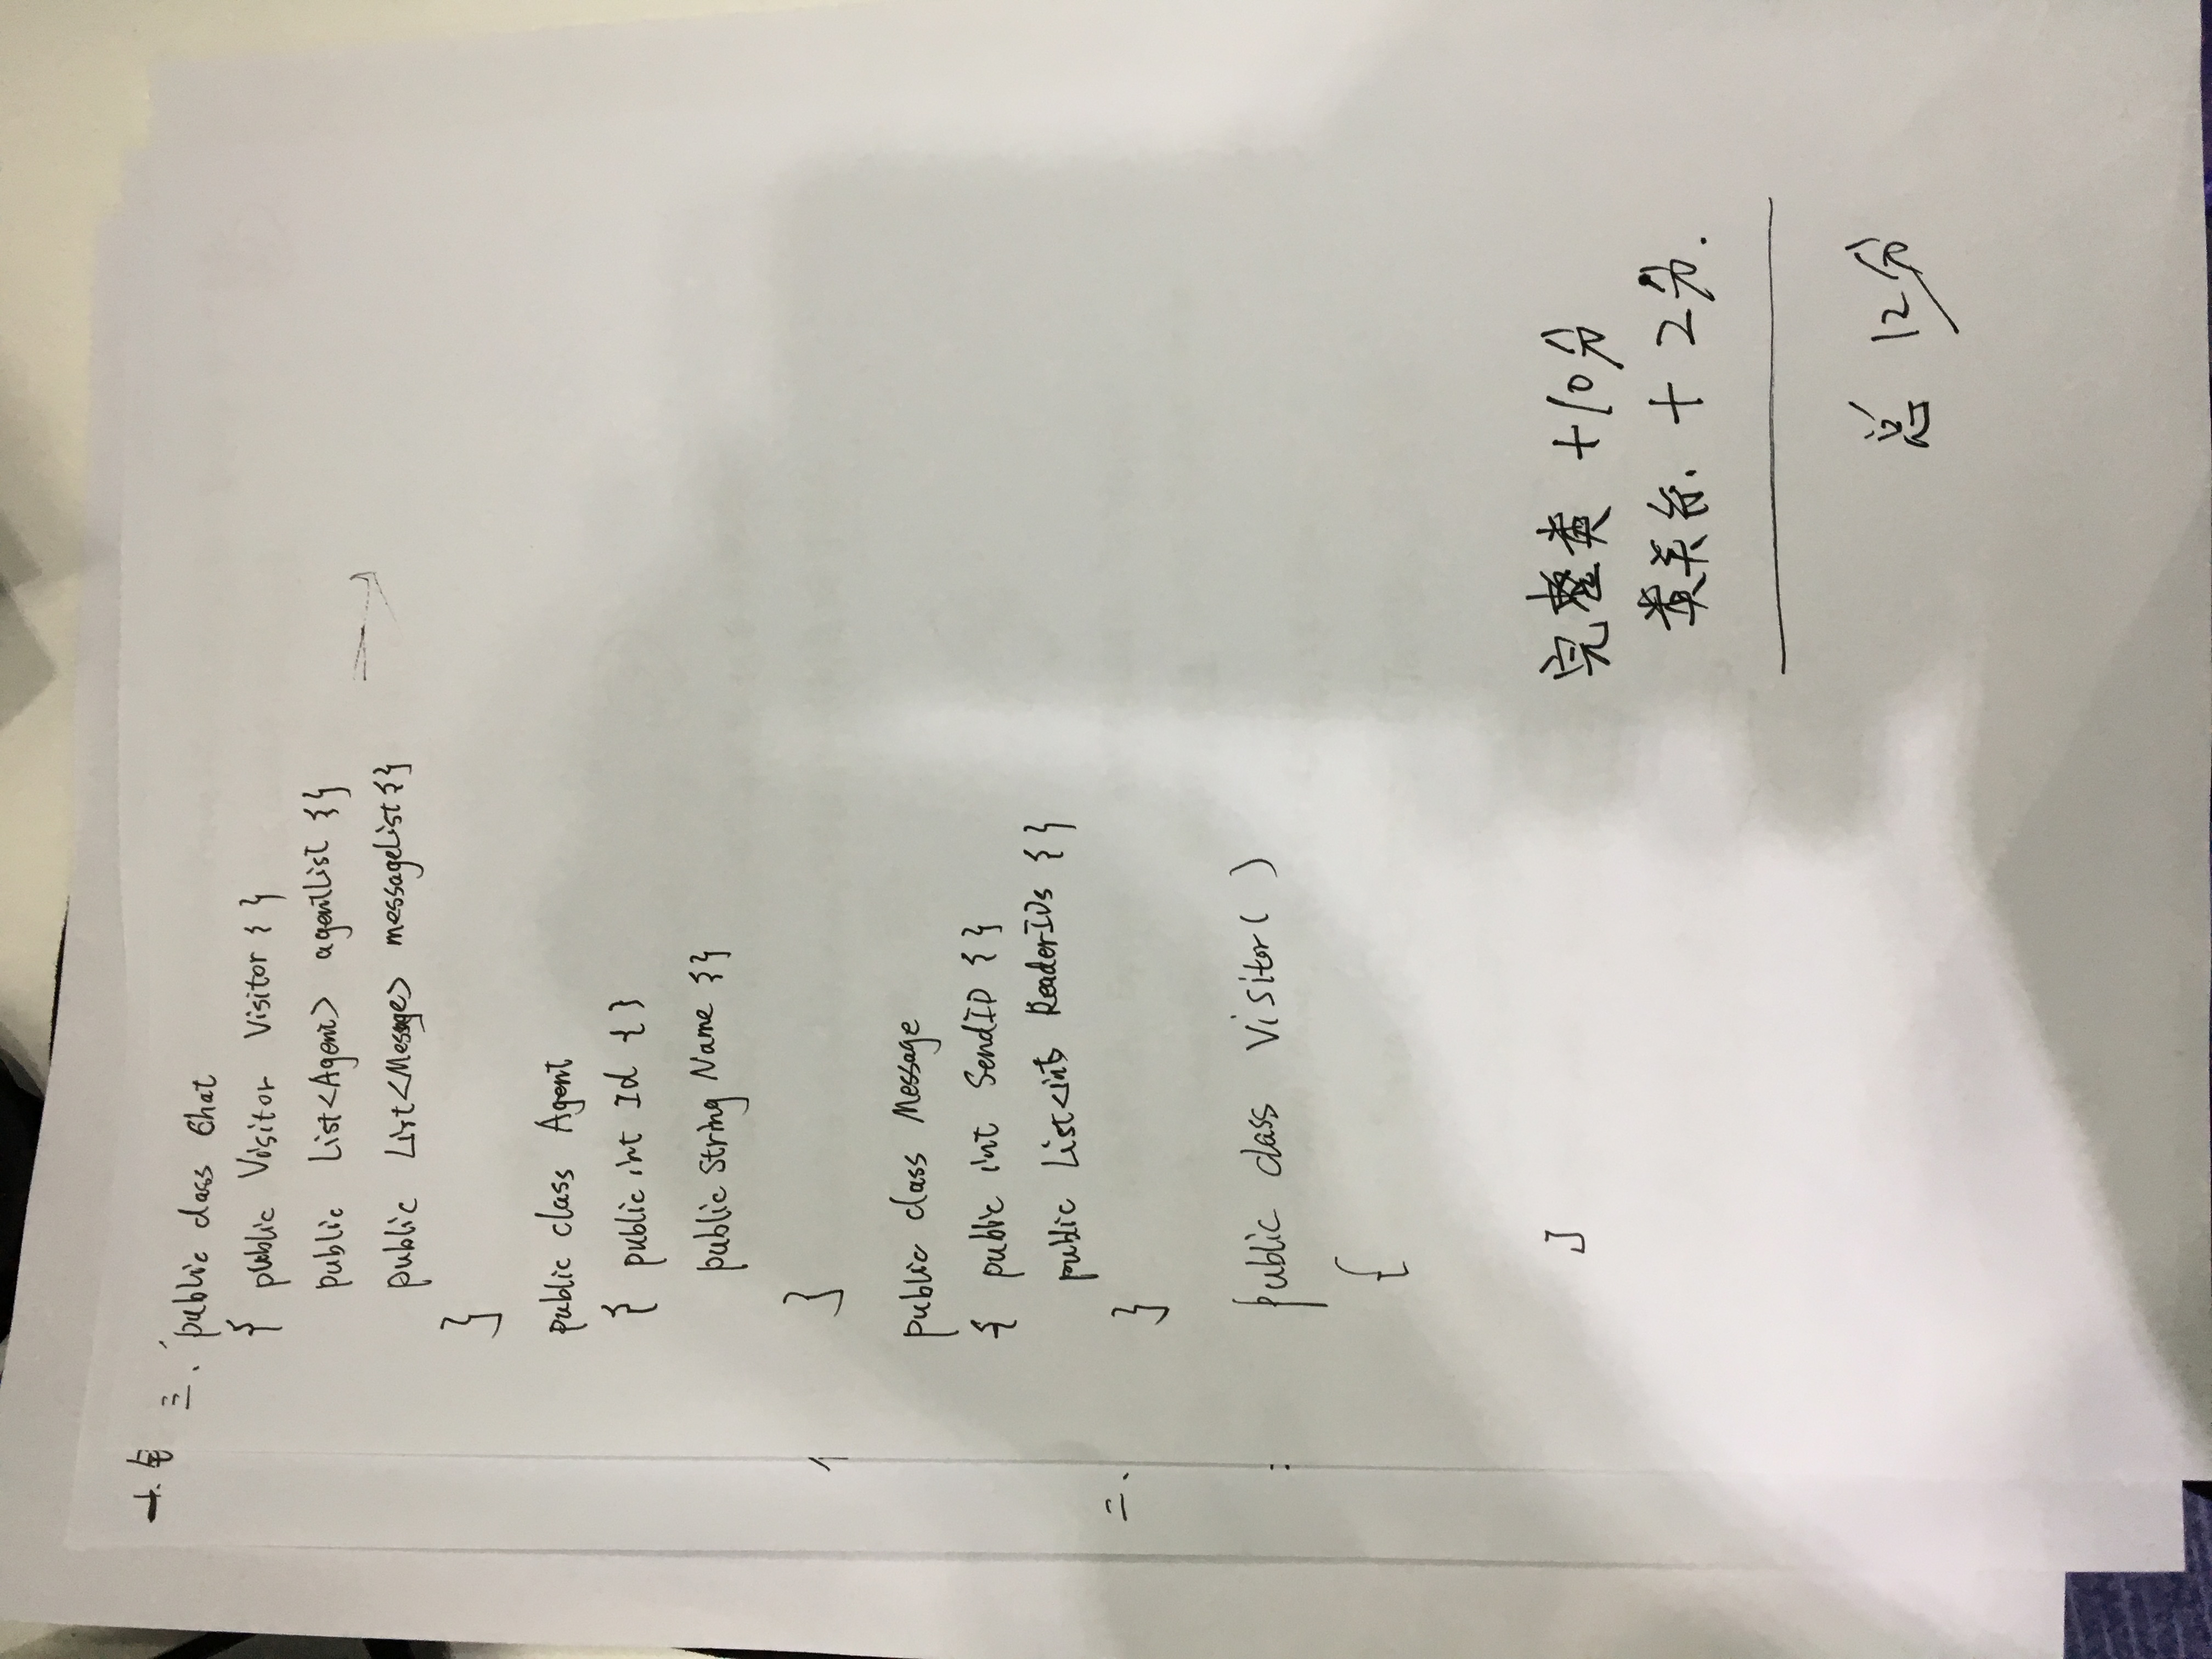 三、public class Chat
{ public Visitor Visitor { }
public List<Agent> agentList {}
public List<Message> messageList {}
}
public class Agent
{ public int Id { }
public String Name {}
}
public class Message
{ public int SendID { }
public List<int> ReaderIDs { }
二、
}
public class Visitor( )
{
}
完整类 +10分
类关系. + 2分.
总 12分